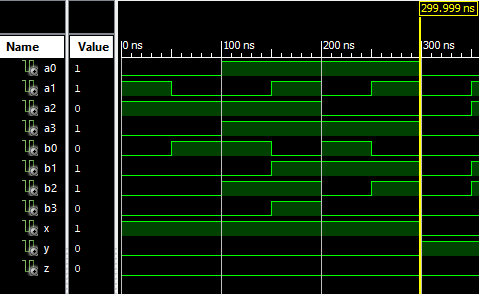 299.999 ns
Name Value 0 ns 100 ns 200 ns 300 ns
a0 1
a1 1
a2 0
a3 1
b0 0
b1 1
b2 1
b3 0
x 1
y 0
z 0